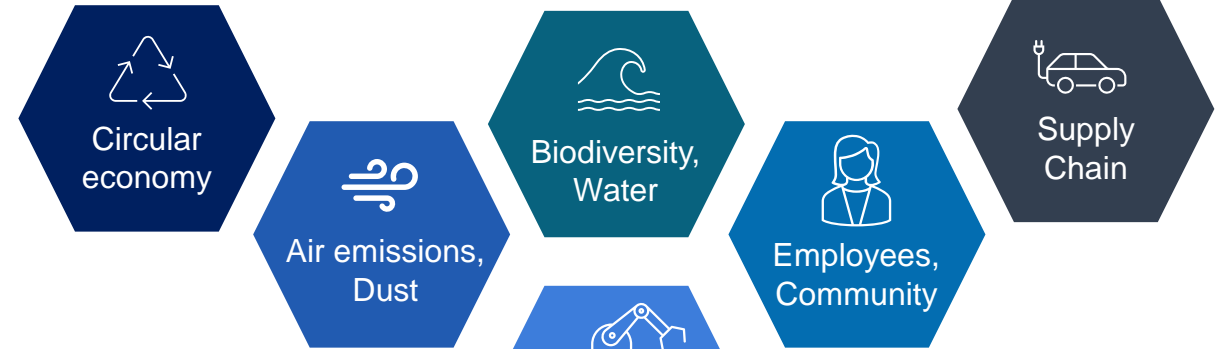 Circular
economy
Air emissions,
Dust
Biodiversity,
Water
Employees,
Community
Supply
Chain